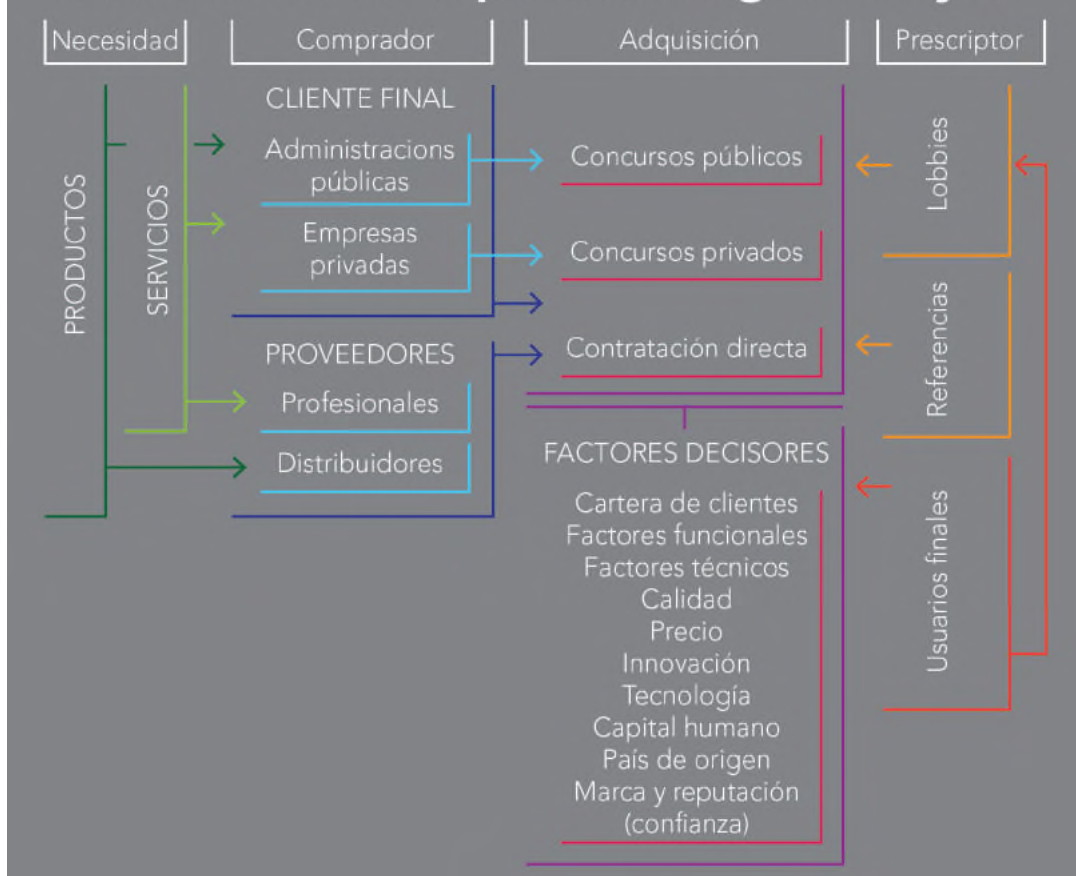 Necesidad
Comprador
Adquisición
Prescriptor
PRODUCTOS
SERVICIOS
CLIENTE FINAL
Administracions
públicas
Empresas
privadas
PROVEEDORES
Profesionales
Distribuidores
Concursos públicos
Concursos privados
Contratación directa
FACTORES DECISORES
Cartera de clientes
Factores funcionales
Factores técnicos
Calidad
Precio
Innovación
Tecnología
Capital humano
País de origen
Marca y reputación
(confianza)
Lobbies
Referencias
Usuarios finales